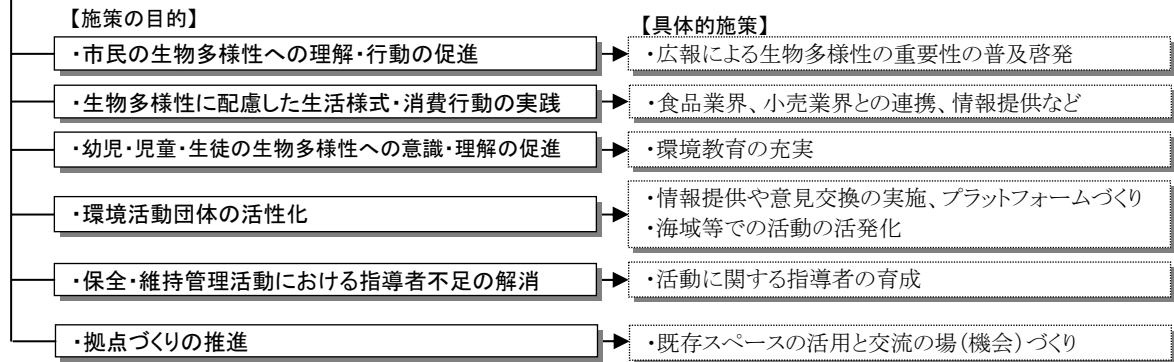 【施策の目的】
【具体的施策】
・市民の生物多様性への理解・行動の促進
・広報による生物多様性の重要性の普及啓発
・生物多様性に配慮した生活様式・消費行動の実践
・食品業界、小売業界との連携、情報提供など
・幼児・児童・生徒の生物多様性への意識・理解の促進
・環境教育の充実
・環境活動団体の活性化
・情報提供や意見交換の実施、プラットフォームづくり
・海域等での活動の活発化
・保全・維持管理活動における指導者不足の解消
・活動に関する指導者の育成
・拠点づくりの推進
・既存スペースの活用と交流の場（機会）づくり